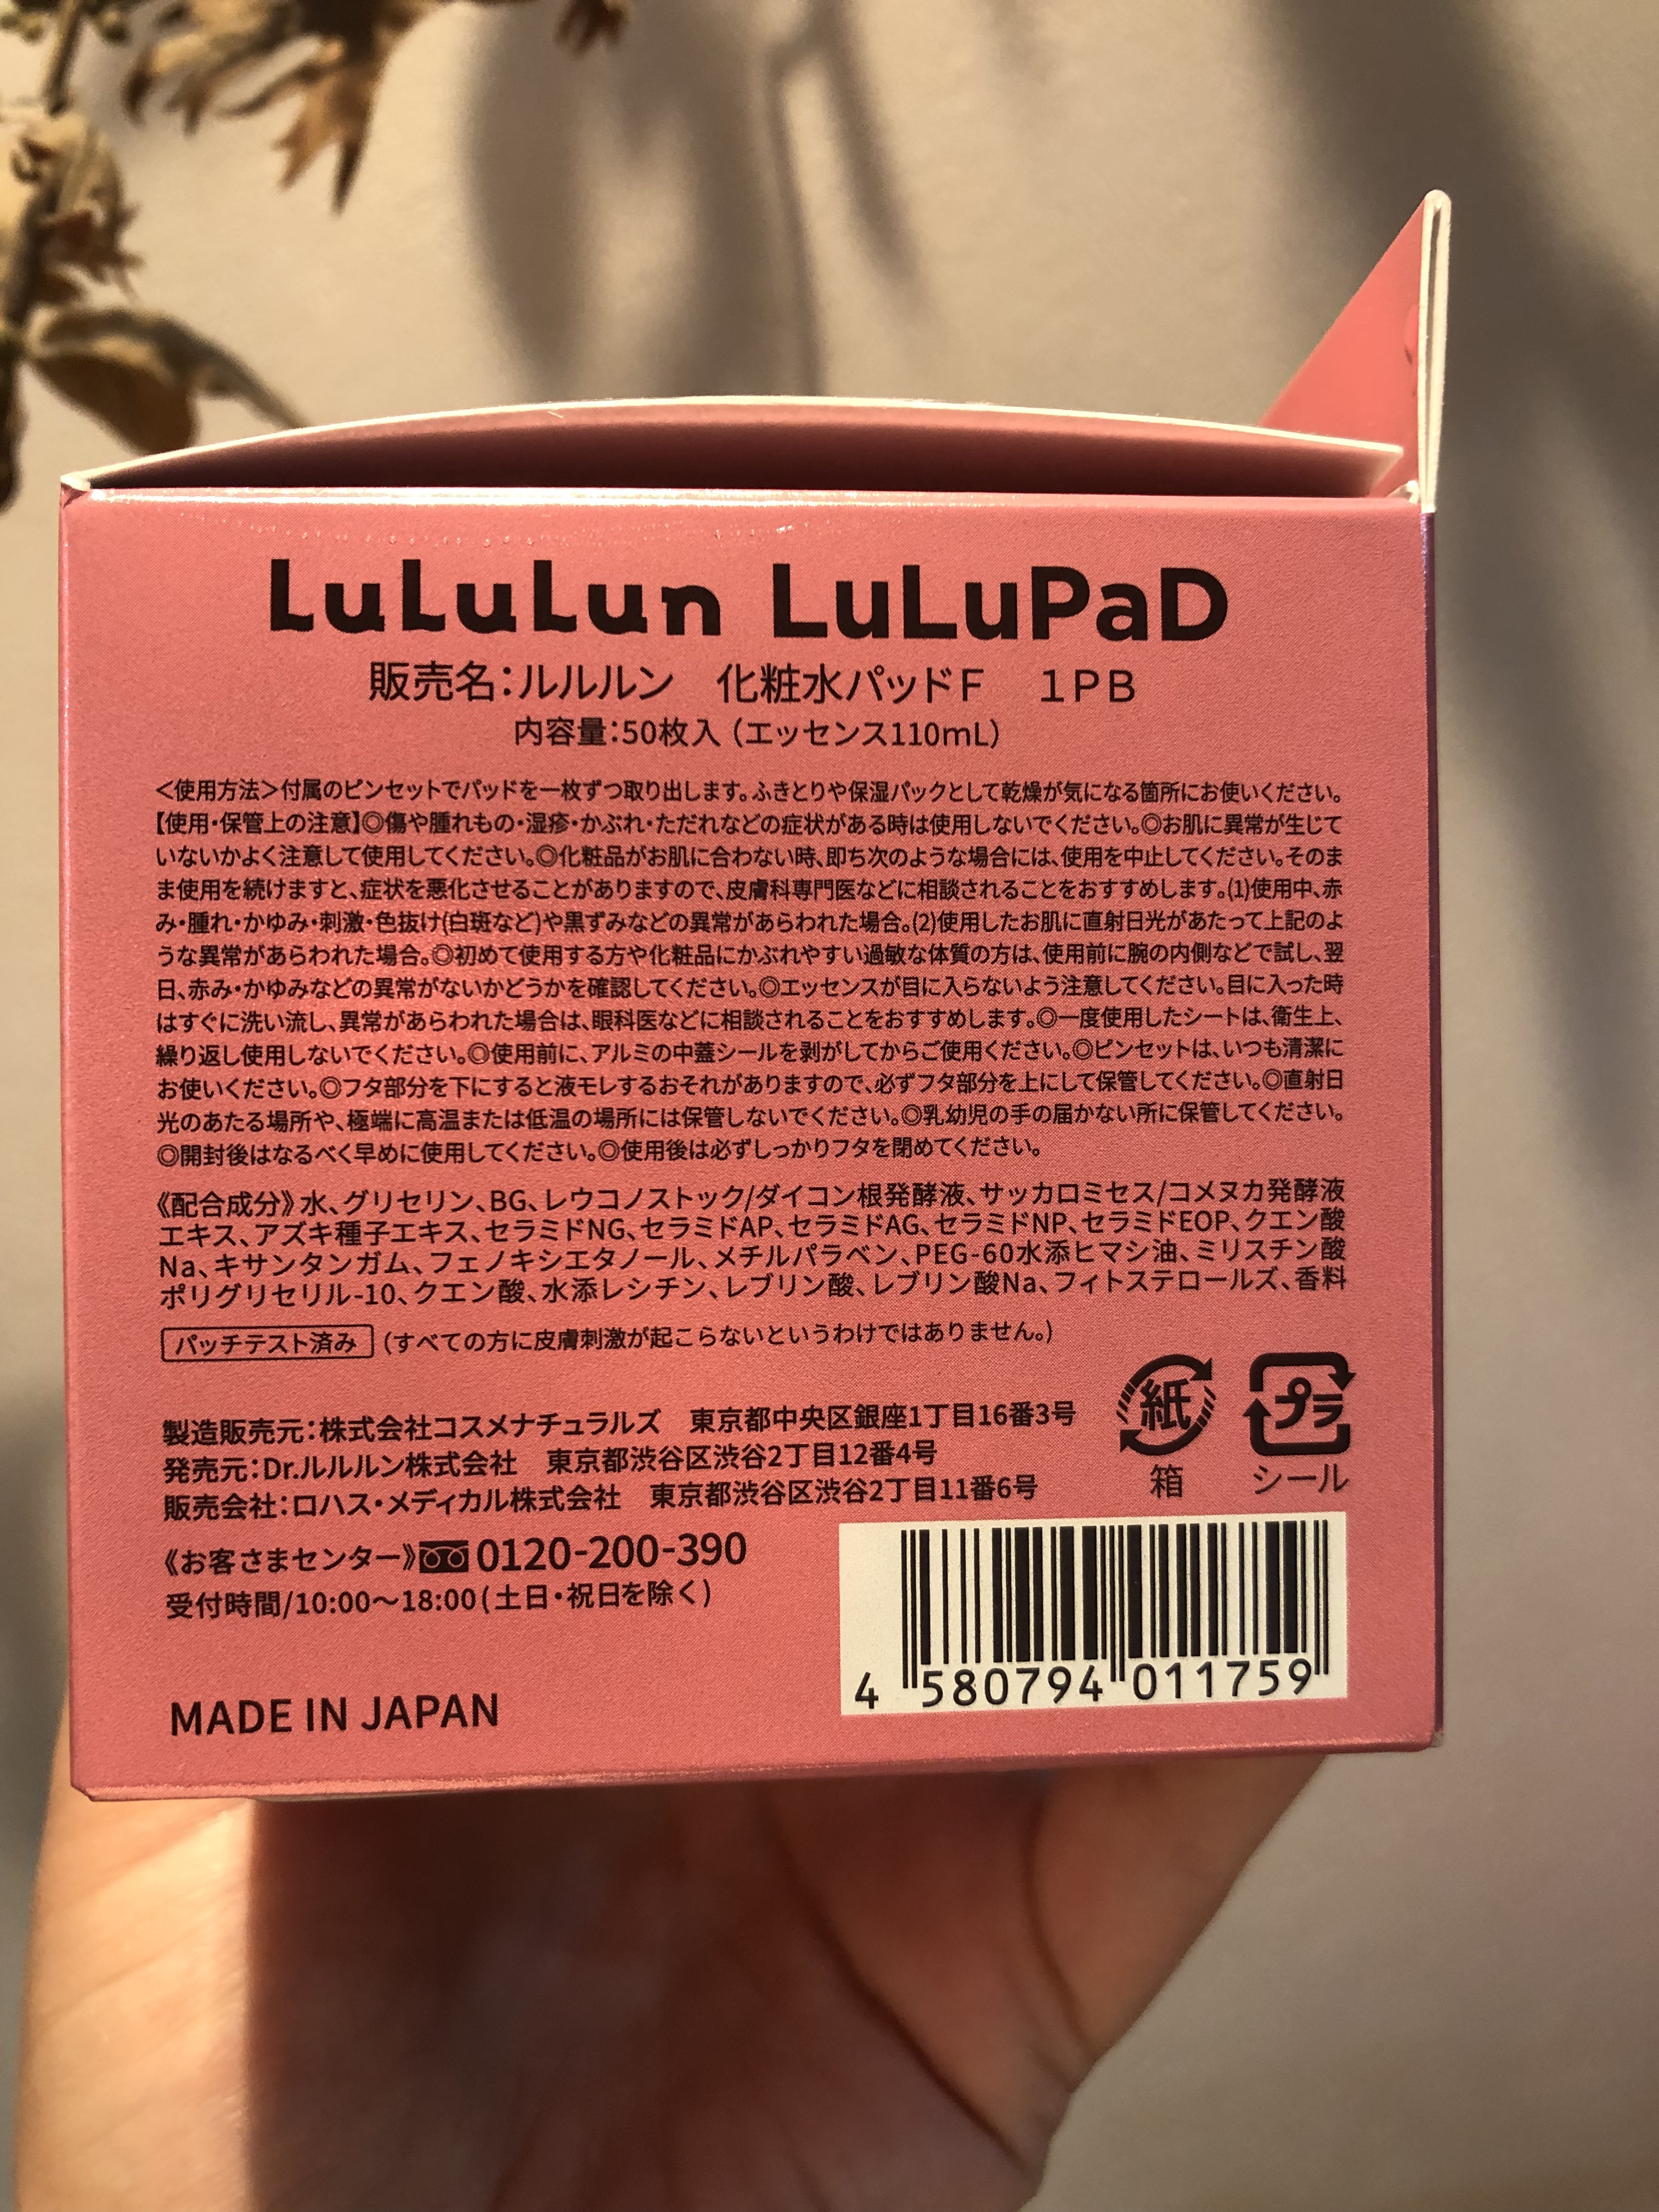 LuLuLun LuLuPaD
販売名:ルルルン　化粧水パッドF　1PB
内容量:50枚入(エッセンス110mL)
＜使用方法＞付属のピンセットでパッドを一枚ずつ取り出します。ふきとりや保湿パックとして乾燥が気になる箇所にお使いください。
【使用・保管上の注意】◎傷や腫れもの・湿疹・かぶれ・ただれなどの症状がある時は使用しないでください。◎お肌に異常が生じて
いないかよく注意して使用してください。◎化粧品がお肌に合わない時、即ち次のような場合には、使用を中止してください。そのま
ま使用を続けますと、症状を悪化させることがありますので、皮膚科専門医などに相談されることをおすすめします。(1)使用中、赤
み・腫れ・かゆみ・刺激・色抜け(白斑など)や黒ずみなどの異常があらわれた場合。(2)使用したお肌に直射日光があたって上記のよ
うな異常があらわれた場合。◎初めて使用する方や化粧品にかぶれやすい過敏な体質の方は、使用前に腕の内側などで試し、翌
日、赤み・かゆみなどの異常がないかどうかを確認してください。◎エッセンスが目に入らないよう注意してください。目に入った時
はすぐに洗い流し、異常があらわれた場合は、眼科医などに相談されることをおすすめします。◎一度使用したシートは、衛生上、
繰り返し使用しないでください。◎使用前に、アルミの中蓋シールを剥がしてからご使用ください。◎ピンセットは、いつも清潔に
お使いください。◎フタ部分を下にすると液モレするおそれがありますので、必ずフタ部分を上にして保管してください。◎直射日
光のあたる場所や、極端に高温または低温の場所には保管しないでください。◎乳幼児の手の届かない所に保管してください。
◎開封後はなるべく早めに使用してください。◎使用後は必ずしっかりフタを閉めてください。
《配合成分》水、グリセリン、BG、レウコノストック/ダイコン根発酵液、サッカロミセス/コメヌカ発酵液
エキス、アズキ種子エキス、セラミドNG、セラミドAP、セラミドAG、セラミドNP、セラミドEOP、クエン酸
Na、キサンタンガム、フェノキシエタノール、メチルパラベン、PEG-60水添ヒマシ油、ミリスチン酸
ポリグリセリル-10、クエン酸、水添レシチン、レブリン酸、レブリン酸Na、フィトステロールズ、香料
パッチテスト済み (すべての方に皮膚刺激が起こらないというわけではありません。)
製造販売元:株式会社コスメナチュラルズ　東京都中央区銀座1丁目16番3号
発売元:Dr.ルルルン株式会社　東京都渋谷区渋谷2丁目12番4号
販売会社:ロハス・メディカル株式会社　東京都渋谷区渋谷2丁目11番6号
紙 プラ
箱 シール
《お客さまセンター》0120-200-390
受付時間/10:00〜18:00(土日・祝日を除く)
MADE IN JAPAN
4 580794 011759